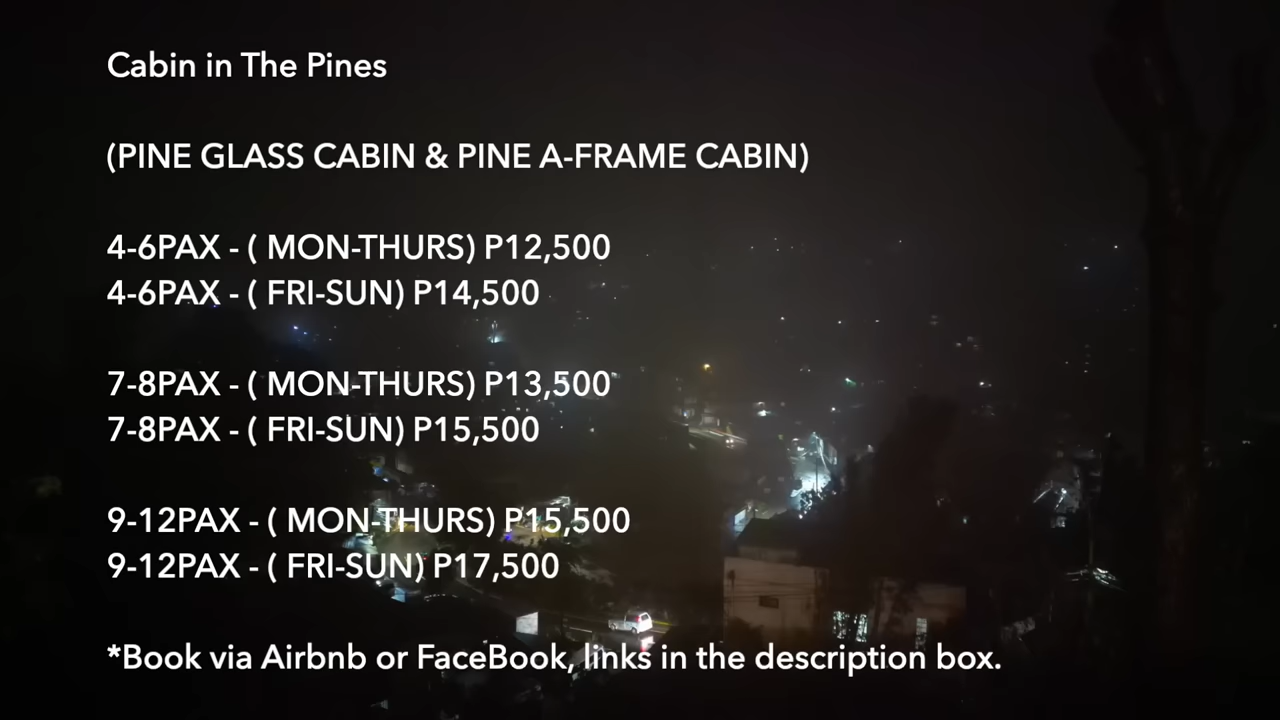 Cabin in The Pines
(PINE GLASS CABIN & PINE A-FRAME CABIN)
4-6PAX - ( MON-THURS) P12,500
4-6PAX - ( FRI-SUN) P14,500
7-8PAX - ( MON-THURS) P13,500
7-8PAX - ( FRI-SUN) P15,500
9-12PAX - ( MON-THURS) P15,500
9-12PAX - ( FRI-SUN) P17,500
*Book via Airbnb or FaceBook, links in the description box.